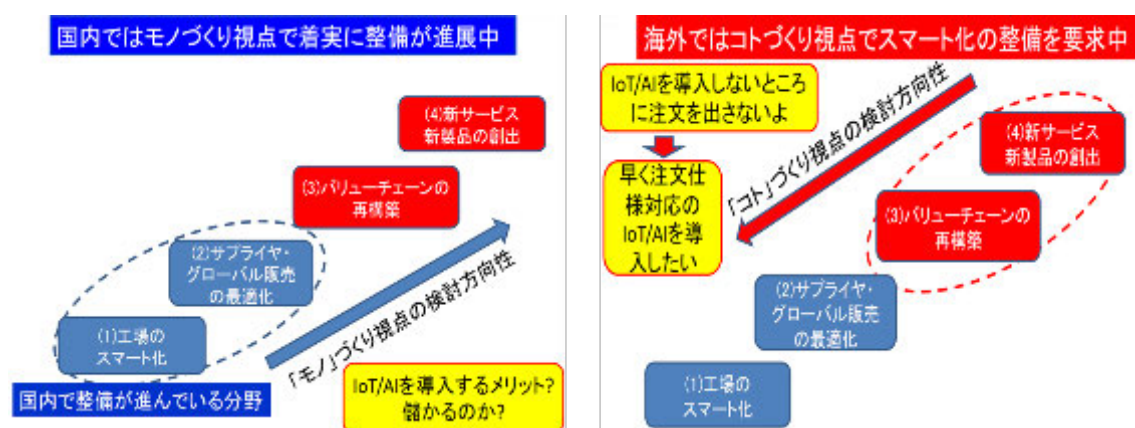 国内ではモノづくり視点で着実に整備が進展中
(4)新サービス
新製品の創出
(3)バリューチェーンの
再構築
(2)サプライヤ・
グローバル販売
の最適化
(1)工場の
スマート化
「モノ」づくり視点の検討方向性
国内で整備が進んでいる分野
IoT/AIを導入するメリット?
儲かるのか?
海外ではコトづくり視点でスマート化の整備を要求中
IoT/AIを導入しないところ
に注文を出さないよ
早く注文仕
様対応の
IoT/AIを導
入したい
「コト」づくり視点の検討方向性
(4)新サービス
新製品の創出
(3)バリューチェーンの
再構築
(2)サプライヤ・
グローバル販売
の最適化
(1)工場の
スマート化